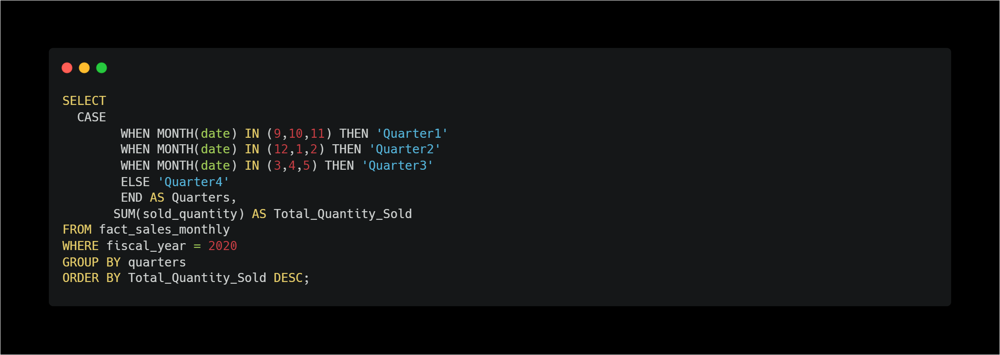 SELECT
  CASE
        WHEN MONTH(date) IN (9,10,11) THEN 'Quarter1'
        WHEN MONTH(date) IN (12,1,2) THEN 'Quarter2'
        WHEN MONTH(date) IN (3,4,5) THEN 'Quarter3'
        ELSE 'Quarter4'
        END AS Quarters,
       SUM(sold_quantity) AS Total_Quantity_Sold
FROM fact_sales_monthly
WHERE fiscal_year = 2020
GROUP BY quarters
ORDER BY Total_Quantity_Sold DESC;